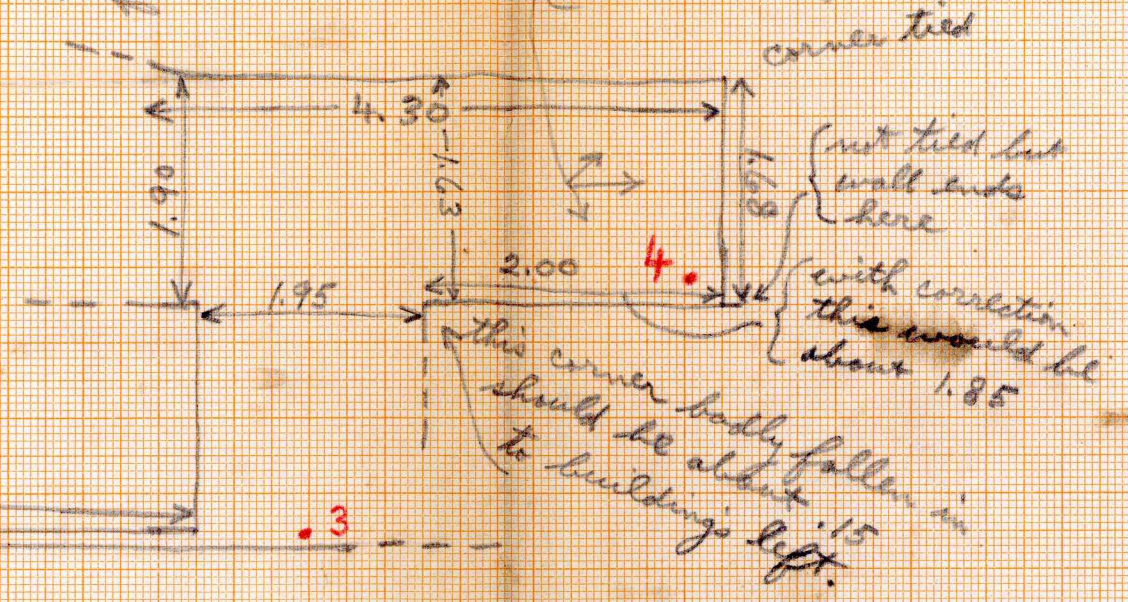 corner tied
4.30
1.90
1.63
1.68
not tied but
wall ends
here
4.
2.00
1.95
with correction
this would be
about 1.85
this corner badly fallen in
should be about .15
to building's left.
3